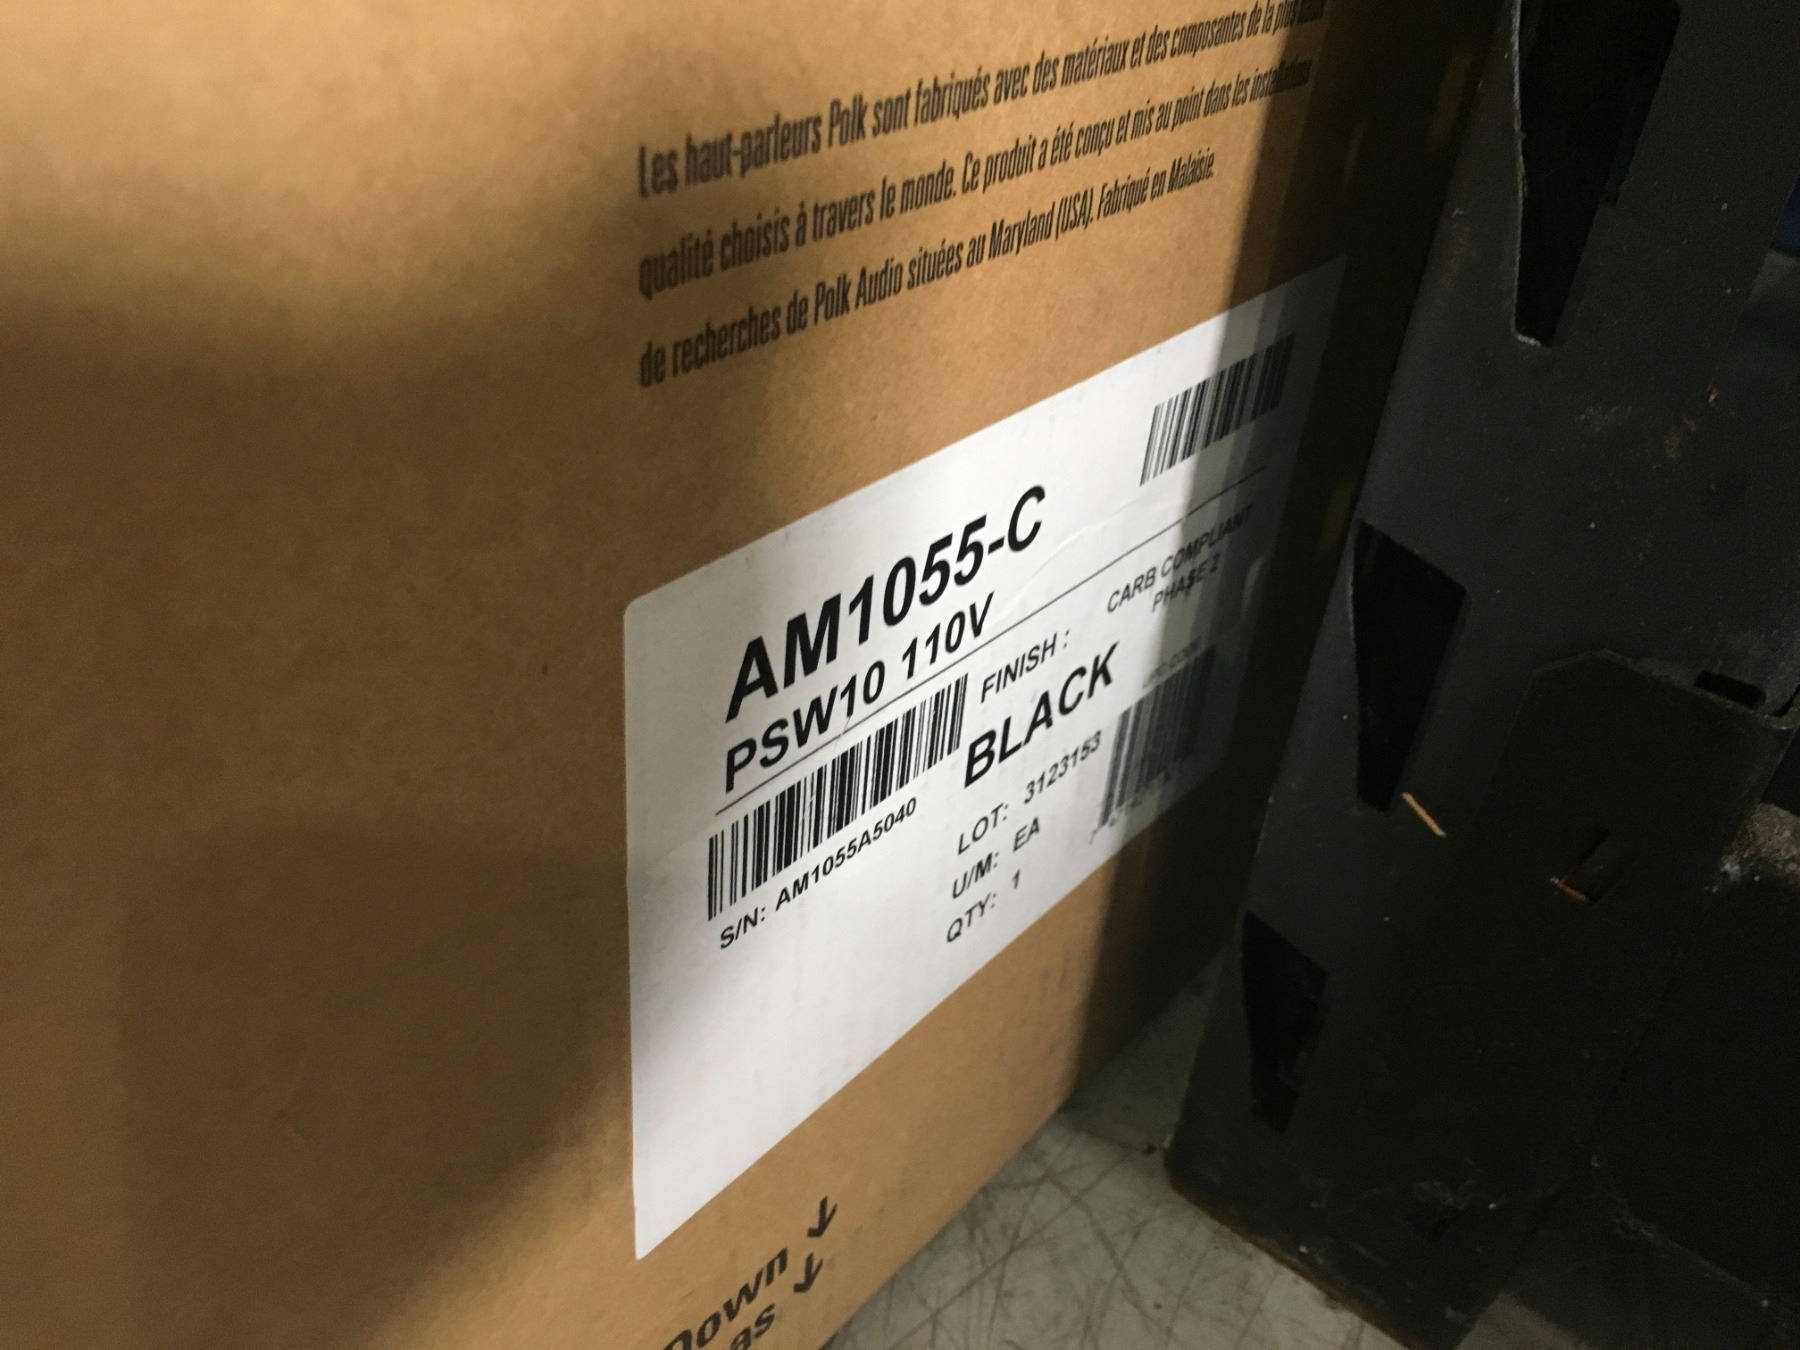 Les haut-parleurs Polk sont fabriqués avec des matériaux et des composantes de la plus haute
qualité choisis à travers le monde. Ce produit a été conçu et mis au point dans les installations
de recherches de Polk Audio situées au Maryland (USA). Fabriqué en Malaisie.
AM1055-C
PSW10 110V
CARB COMPLIANT
PHASE 2
FINISH :
BLACK
S/N: AM1055A5040
LOT: 3123153
U/M: EA
QTY: 1
Down